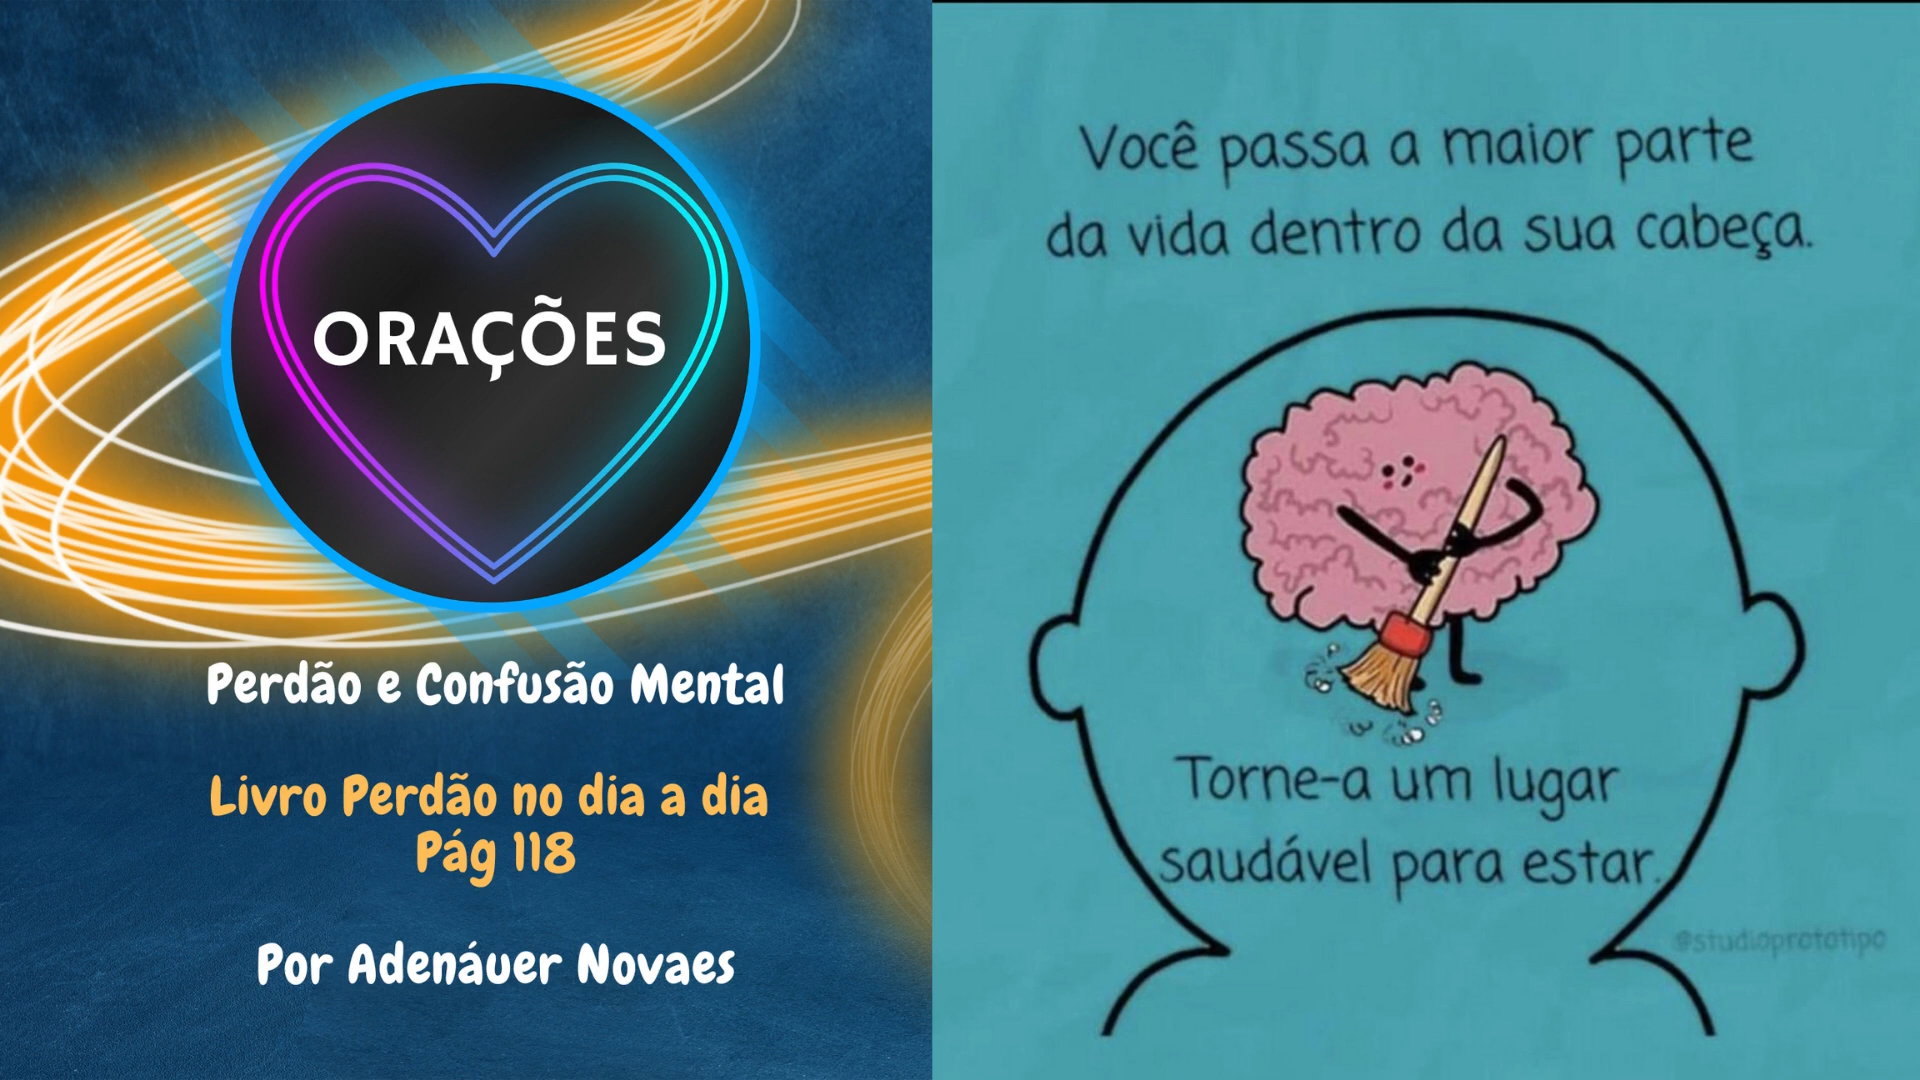 ORAÇÕES
Perdão e Confusão Mental
Livro Perdão no dia a dia
Pág 118
Por Adenáuer Novaes
Você passa a maior parte
da vida dentro da sua cabeça.
Torne-a um lugar
saudável para estar.
@studioprototipo